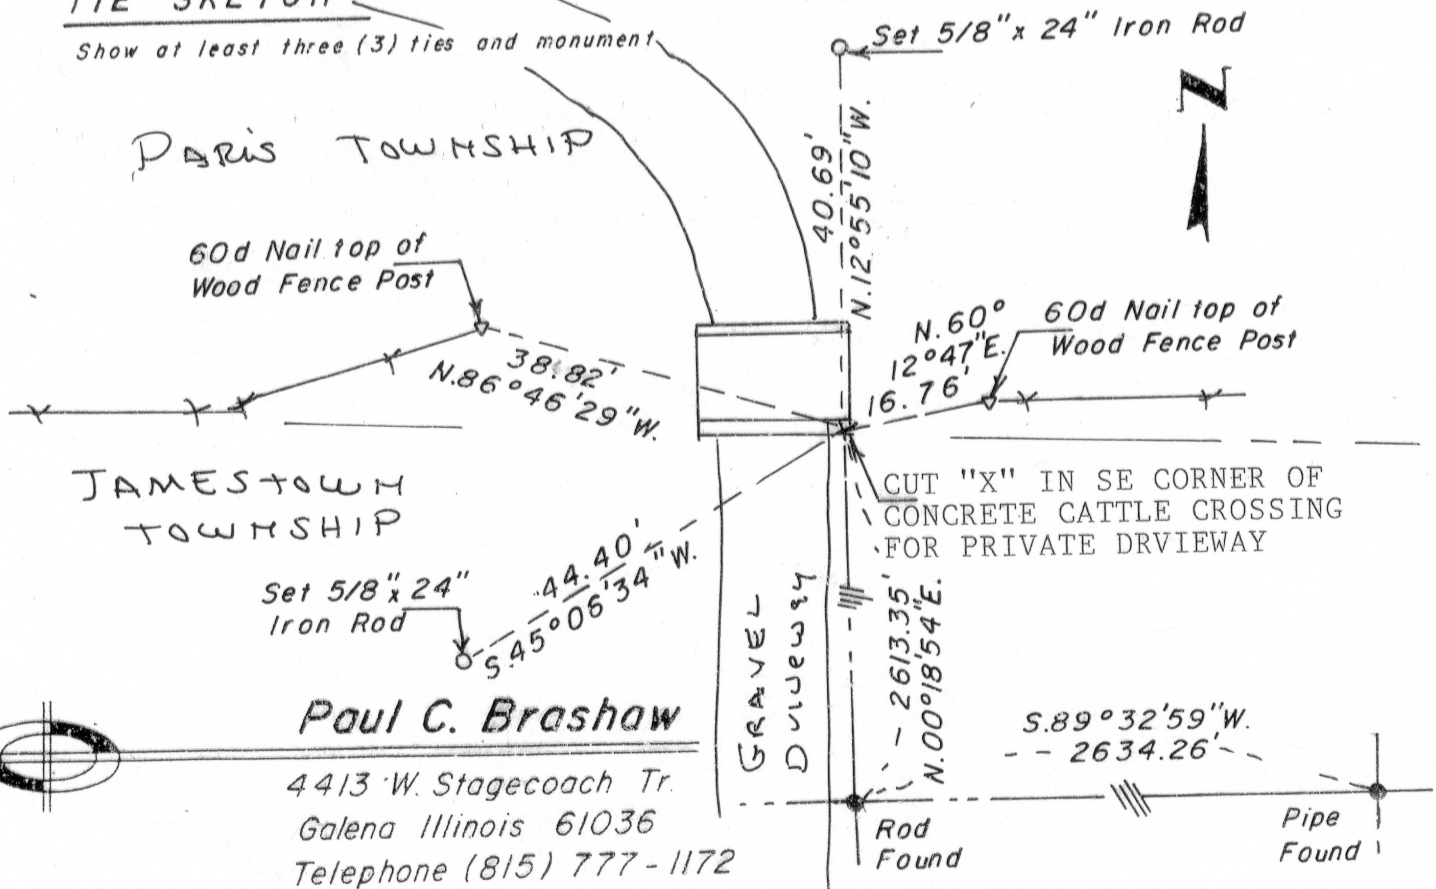 TIE SKETCH
Show at least three (3) ties and monument
Set 5/8" x 24" Iron Rod
N
PARIS TOWNSHIP
40.69'
N.12°55'10"W.
60d Nail top of
Wood Fence Post
38.82'
N.86°46'29"W.
N.60°
12°47"E.
16.76'
60d Nail top of
Wood Fence Post
JAMESTOWN
TOWNSHIP
CUT "X" IN SE CORNER OF
CONCRETE CATTLE CROSSING
FOR PRIVATE DRVIEWAY
Set 5/8" x 24"
Iron Rod
44.40'
S.45°06'34"W.
GRAVEL
Driveway
2613.35'
N.00°18'54"E.
S.89°32'59"W.
2634.26'
Rod
Found
Pipe
Found
Paul C. Brashaw
4413 W. Stagecoach Tr.
Galena Illinois 61036
Telephone (815) 777-1172